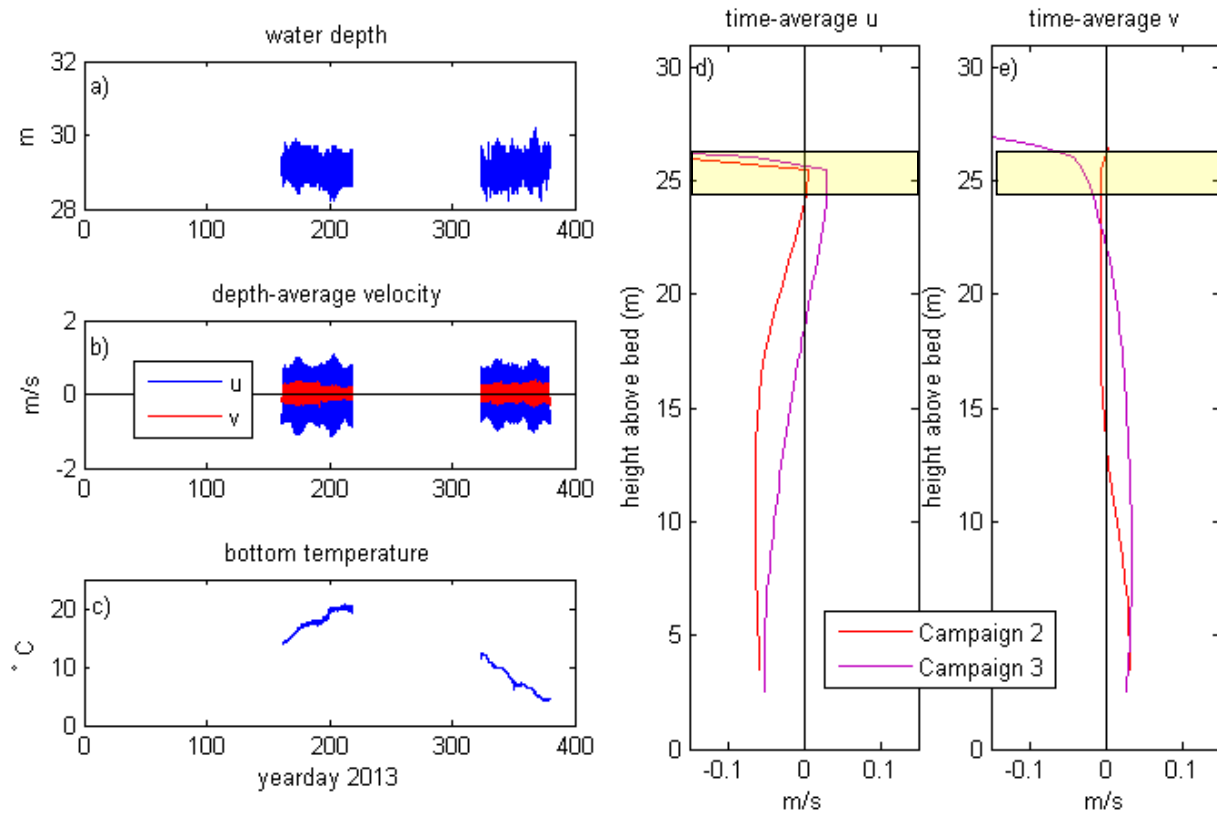 water depth
a)
m
32
30
28
0
100
200
300
400
depth-average velocity
b)
m/s
2
0
-2
u
v
0
100
200
300
400
bottom temperature
c)
° C
20
10
0
0
100
200
300
400
yearday 2013
time-average u
d)
height above bed (m)
30
25
20
15
10
5
0
-0.1
0
0.1
m/s
time-average v
e)
height above bed (m)
30
25
20
15
10
5
0
-0.1
0
0.1
m/s
Campaign 2
Campaign 3